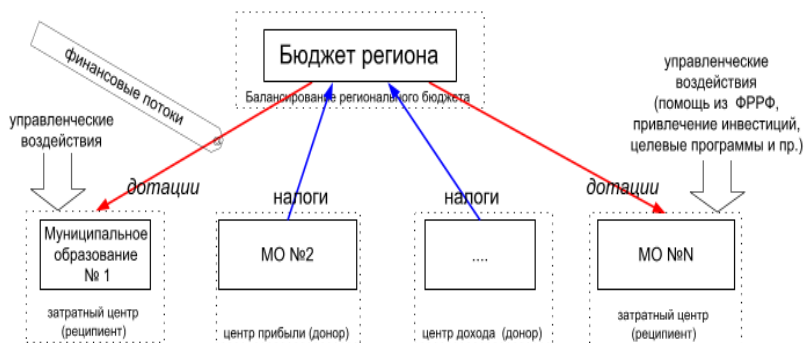 Бюджет региона
Балансирование регионального бюджета
финансовые потоки
управленческие
воздействия
управленческие
воздействия
(помощь из ФРРФ,
привлечение инвестиций,
целевые программы и пр.)
дотации
налоги
налоги
дотации
Муниципальное
образование
№ 1
МО №2
....
МО №N
затратный центр
(реципиент)
центр прибыли (донор)
центр дохода (донор)
затратный центр
(реципиент)